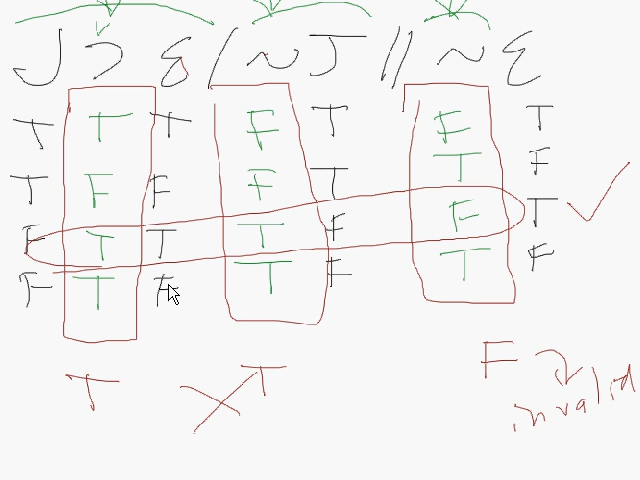 J ⊃ E / ~ J // ~ E
T T T F T F T
T F F F T T F
F T T T F F T
F T F T F T F
T T F
invalid